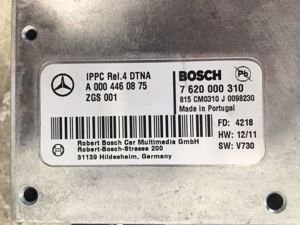 IPPC Rel.4 DTNA
A 000 446 08 75
ZGS 001
BOSCH
Pb
7 620 000 310
815 CM0310 J 0098230
Made in Portugal
FD: 4218
HW: 12/11
SW: V730
Robert Bosch Car Multimedia GmbH
Robert-Bosch-Strasse 200
31139 Hildesheim, Germany